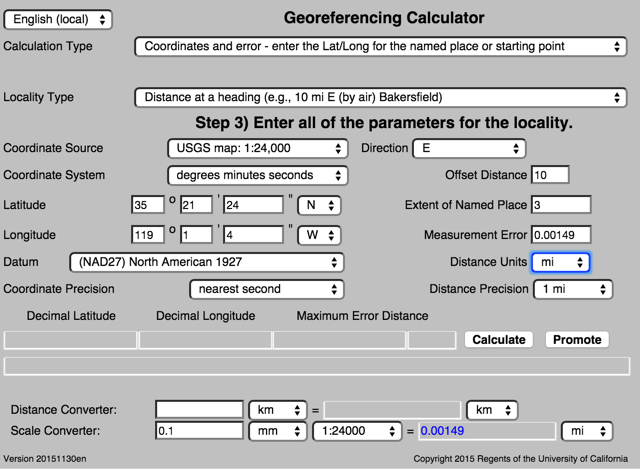 English (local) Georeferencing Calculator
Calculation Type Coordinates and error - enter the Lat/Long for the named place or starting point
Locality Type Distance at a heading (e.g., 10 mi E (by air) Bakersfield)
Step 3) Enter all of the parameters for the locality.
Coordinate Source USGS map: 1:24,000 Direction E
Coordinate System degrees minutes seconds Offset Distance 10
Latitude 35 o 21 ' 24 " N Extent of Named Place 3
Longitude 119 o 1 ' 4 " W Measurement Error 0.00149
Datum (NAD27) North American 1927 Distance Units mi
Coordinate Precision nearest second Distance Precision 1 mi
Decimal Latitude Decimal Longitude Maximum Error Distance
Calculate Promote
Distance Converter: km = km
Scale Converter: 0.1 mm 1:24000 = 0.00149 mi
Version 20151130en Copyright 2015 Regents of the University of California